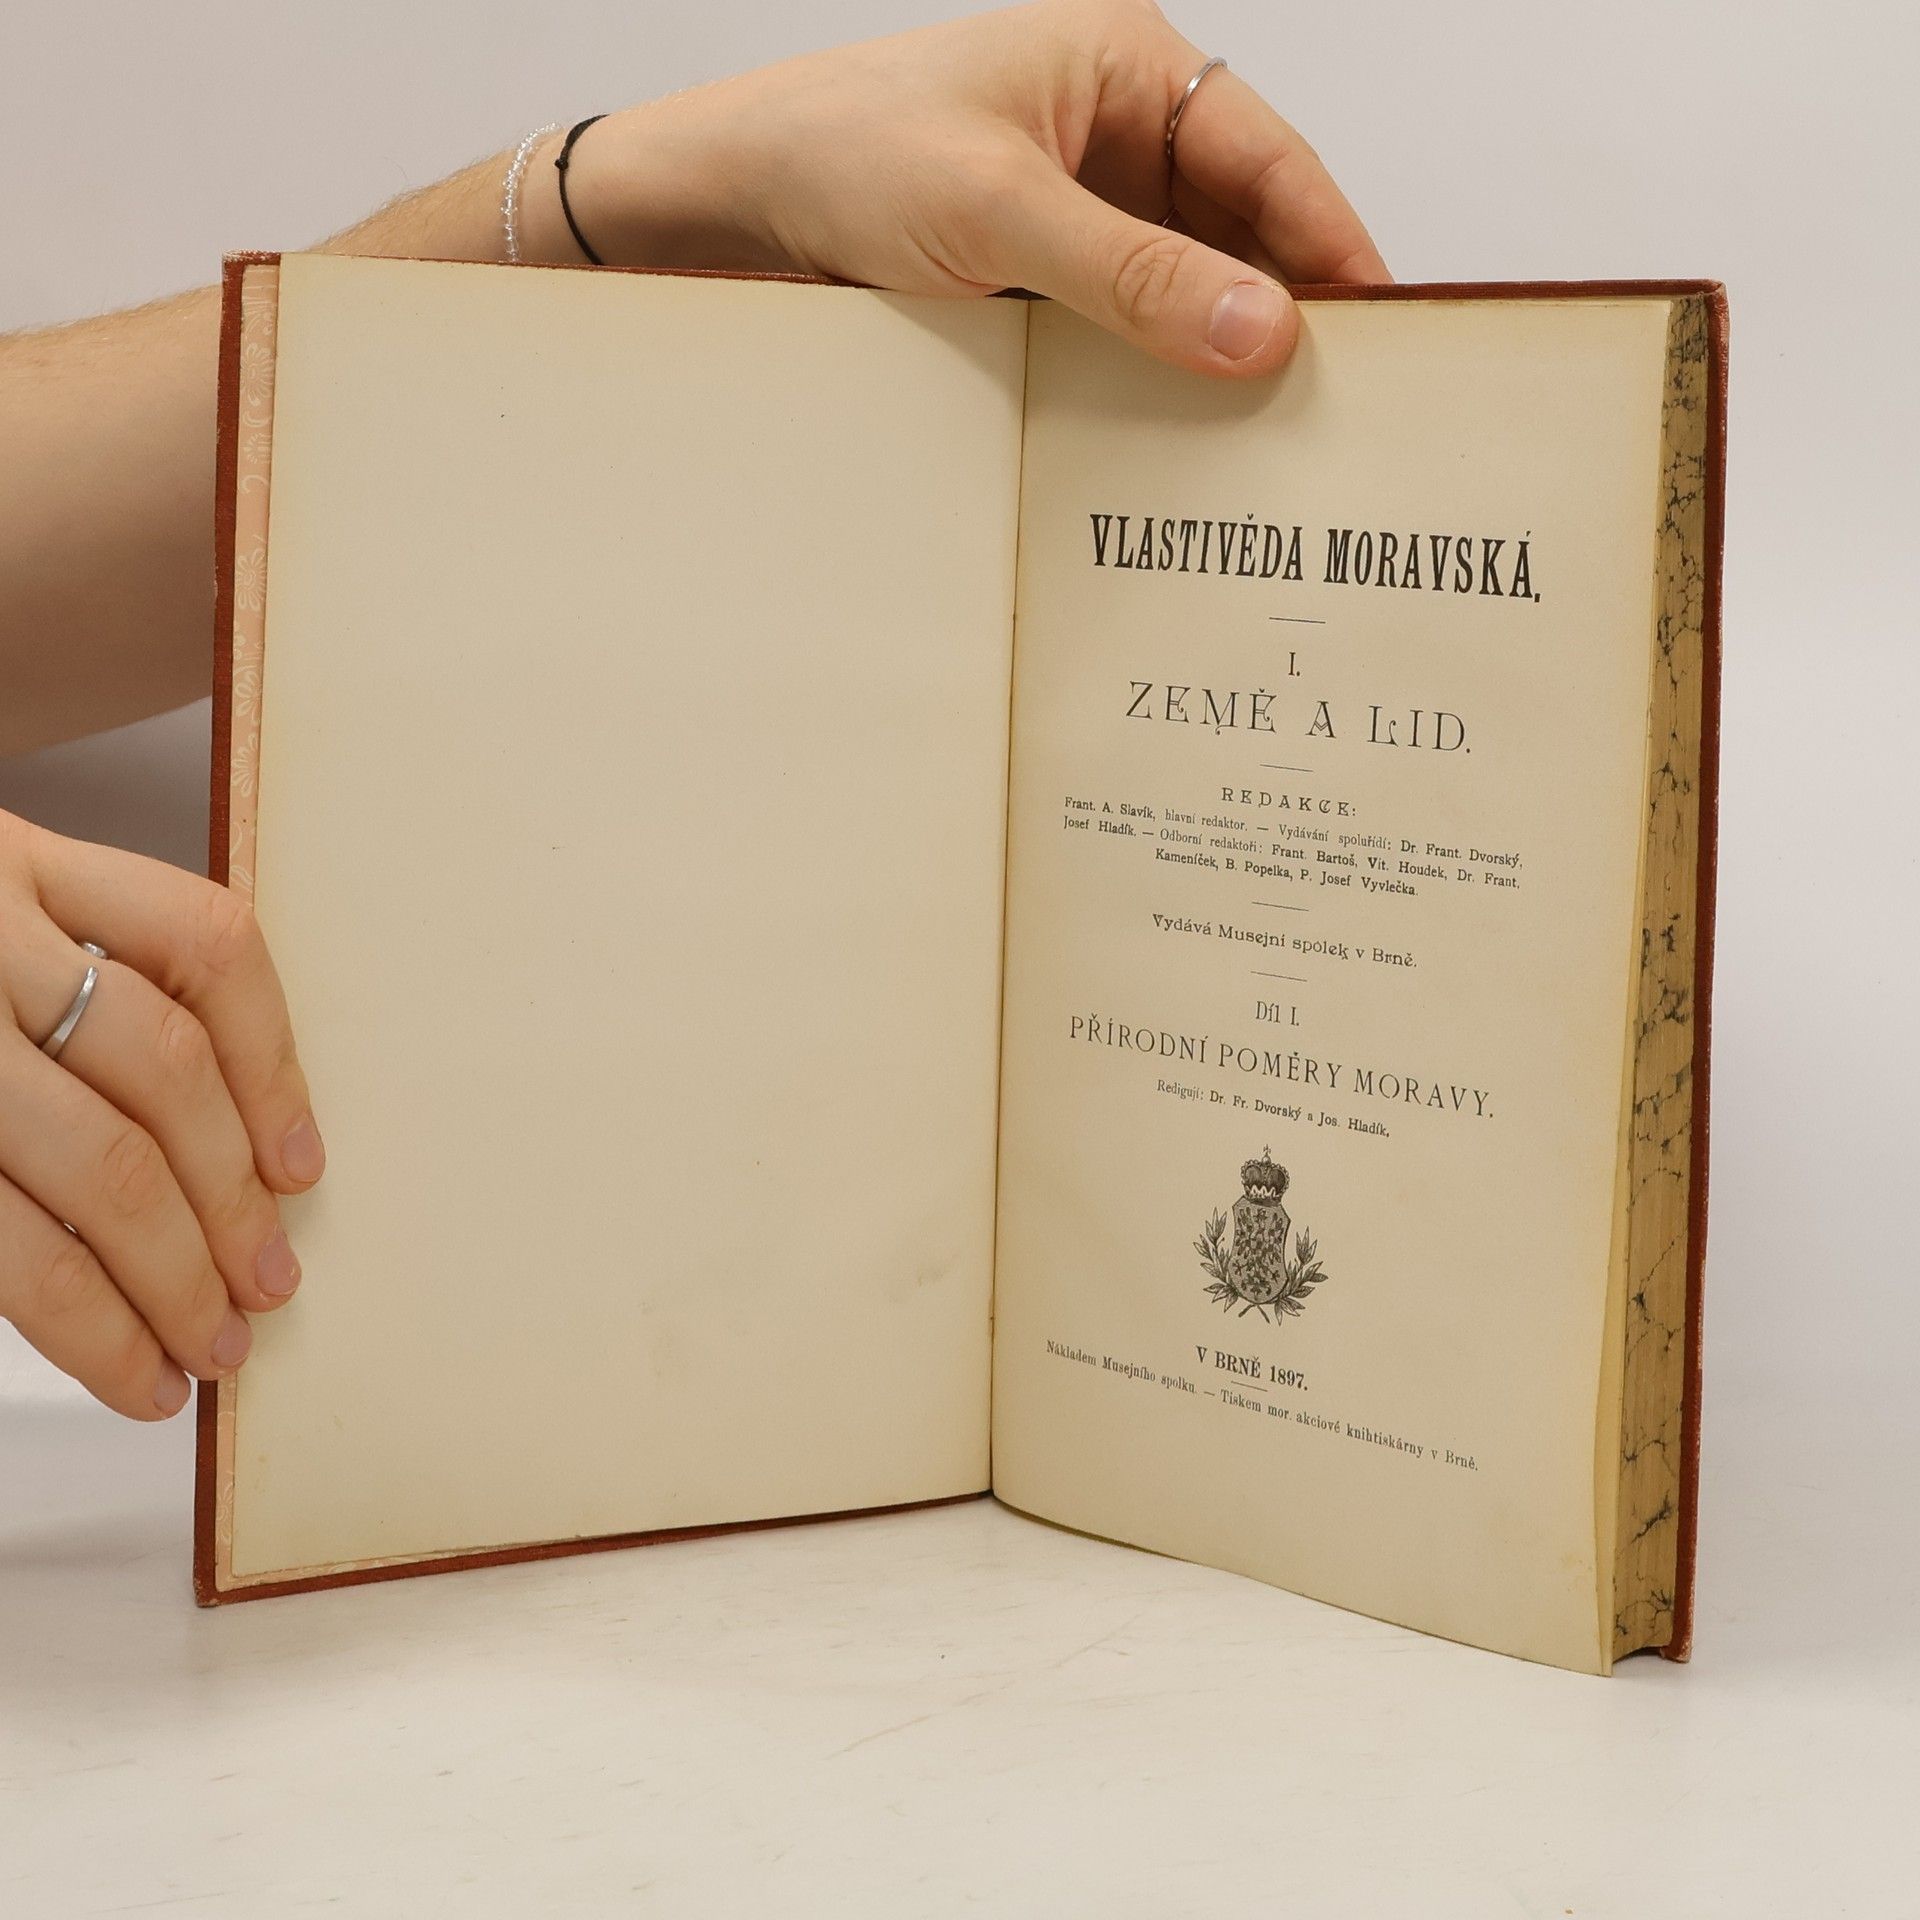 VLASTIVĚDA MORAVSKÁ.
I.
ZEMĚ A LID.
REDAKCE:
Frant. A. Slavík, hlavní redaktor. — Vydávání spoluřídí: Dr. Frant. Dvorský,
Josef Hladík. — Odborní redaktoři: Frant. Bartoš, Vit. Houdek, Dr. Frant.
Kameníček, B. Popelka, P. Josef Vyvlečka.
Vydává Musejní spolek v Brně.
Díl I.
PŘÍRODNÍ POMĚRY MORAVY.
Redigují: Dr. Fr. Dvorský a Jos. Hladík.
V BRNĚ 1897.
Nákladem Musejního spolku. — Tiskem mor. akciové knihtiskárny v Brně.